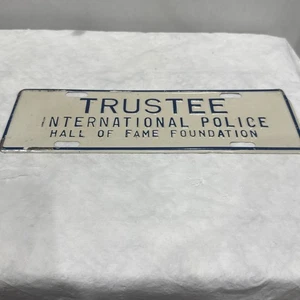 TRUSTEE
INTERNATIONAL POLICE
HALL OF FAME FOUNDATION